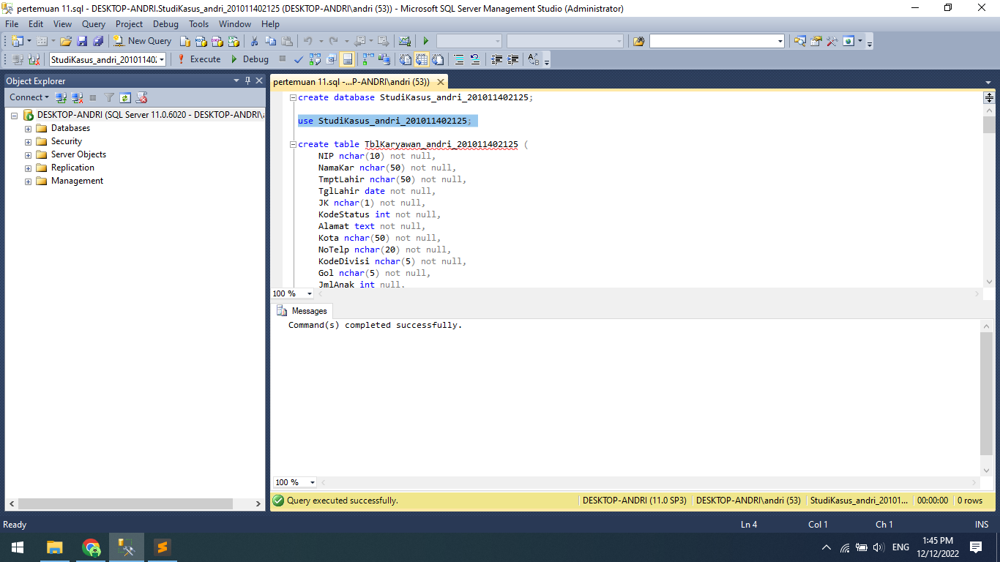 pertemuan 11.sql - DESKTOP-ANDRI.StudiKasus_andri_201011402125 (DESKTOP-ANDRI\andri (53)) - Microsoft SQL Server Management Studio (Administrator)
File Edit View Query Project Debug Tools Window Help
New Query
StudiKasus_andri_20101140 Execute Debug
Object Explorer
Connect
DESKTOP-ANDRI (SQL Server 11.0.6020 - DESKTOP-ANDRI\
Databases
Security
Server Objects
Replication
Management
pertemuan 11.sql -...P-ANDRI\andri (53))
create database StudiKasus_andri_201011402125;
use StudiKasus_andri_201011402125;
create table TblKaryawan_andri_201011402125 (
NIP nchar(10) not null,
NamaKar nchar(50) not null,
TmptLahir nchar(50) not null,
TglLahir date not null,
JK nchar(1) not null,
KodeStatus int not null,
Alamat text not null,
Kota nchar(50) not null,
NoTelp nchar(20) not null,
KodeDivisi nchar(5) not null,
Gol nchar(5) not null,
JmlAnak int null,
100 %
Messages
Command(s) completed successfully.
100 %
Query executed successfully. DESKTOP-ANDRI (11.0 SP3) DESKTOP-ANDRI\andri (53) StudiKasus_andri_20101... 00:00:00 0 rows
Ready Ln 4 Col 1 Ch 1 INS
ENG 1:45 PM
12/12/2022